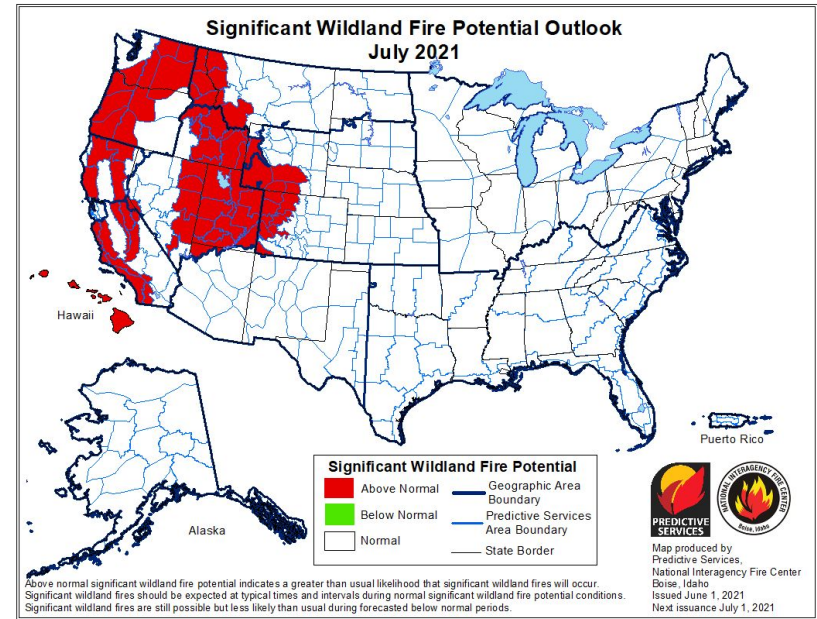 Significant Wildland Fire Potential Outlook
July 2021
Hawaii
Alaska
Puerto Rico
Significant Wildland Fire Potential
Above Normal
Below Normal
Normal
Geographic Area
Boundary
Predictive Services
Area Boundary
State Border
PREDICTIVE
SERVICES
NATIONAL INTERAGENCY FIRE CENTER
Boise, Idaho
Map produced by
Predictive Services,
National Interagency Fire Center
Boise, Idaho
Issued June 1, 2021
Next issuance July 1, 2021
Above normal significant wildland fire potential indicates a greater than usual likelihood that significant wildland fires will occur.
Significant wildland fires should be expected at typical times and intervals during normal significant wildland fire potential conditions.
Significant wildland fires are still possible but less likely than usual during forecasted below normal periods.